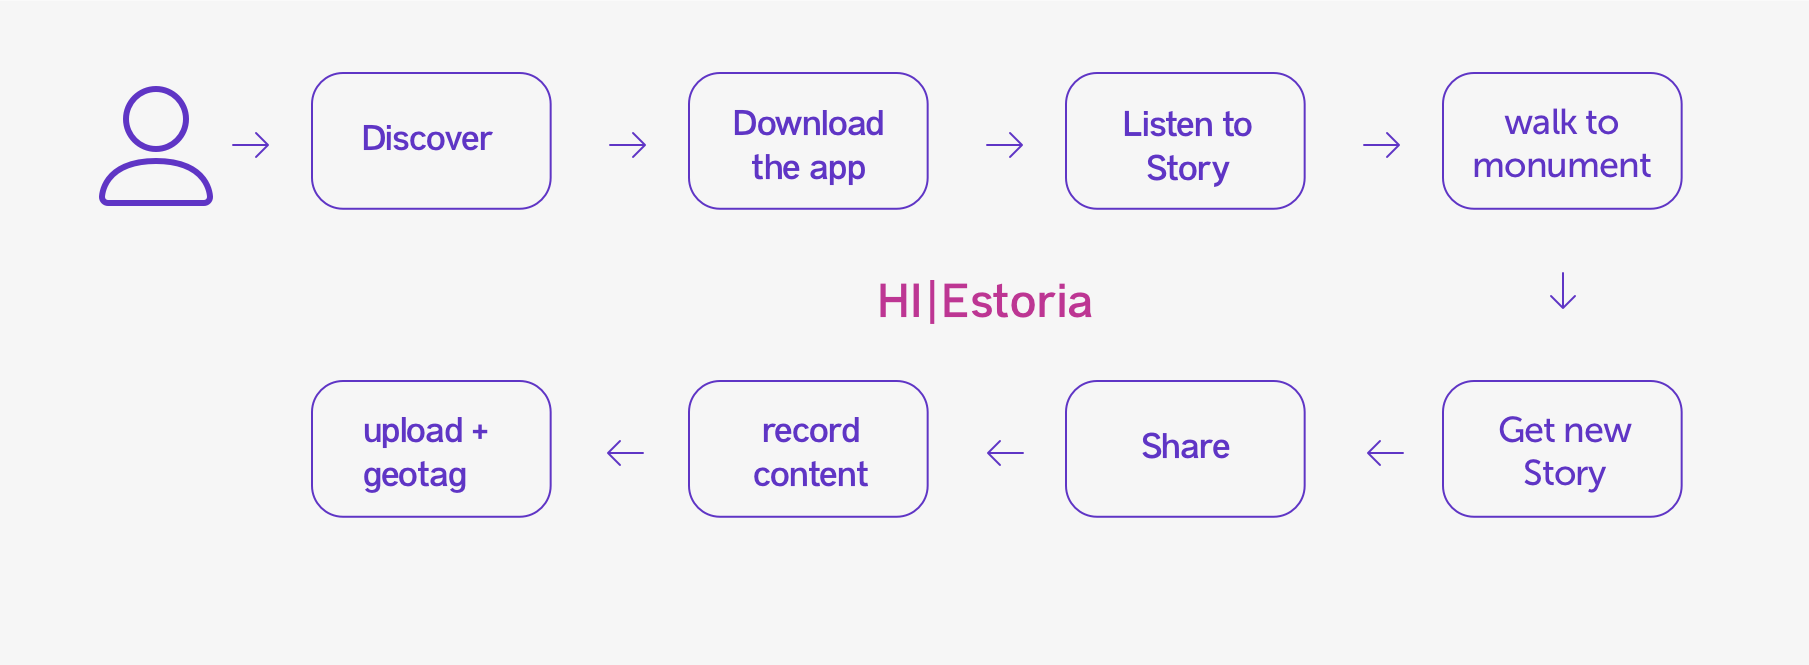 Discover
Download
the app
Listen to
Story
walk to
monument
HI|Estoria
Get new
Story
Share
record
content
upload +
geotag